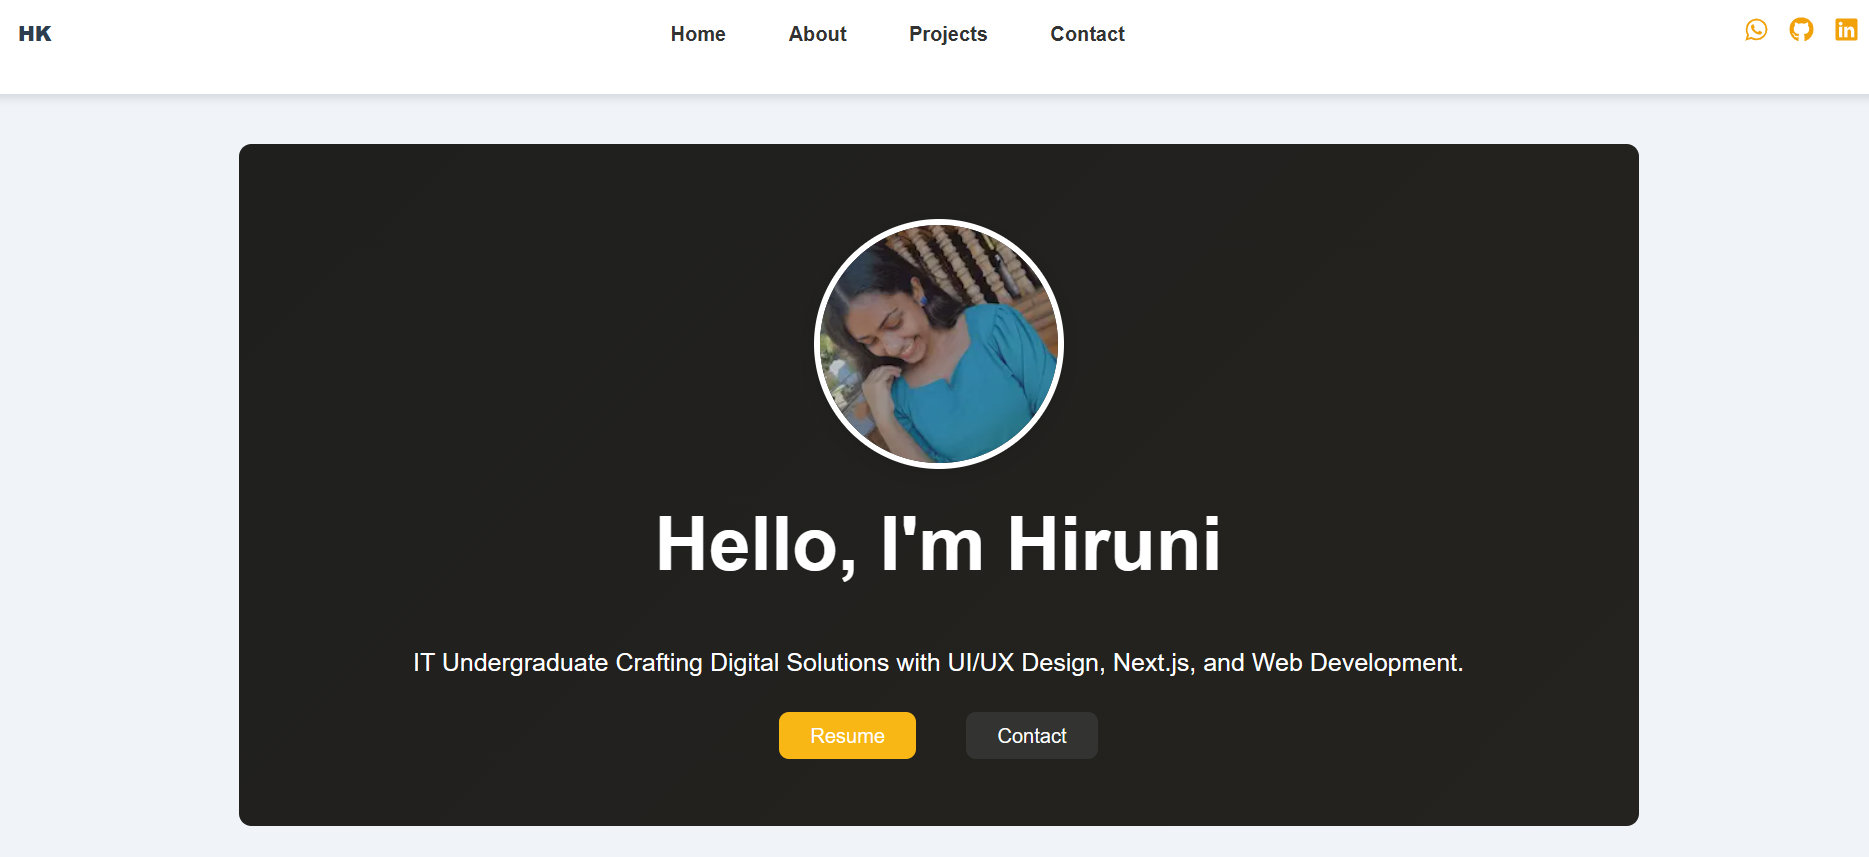 HK
Home About Projects Contact
Hello, I'm Hiruni
IT Undergraduate Crafting Digital Solutions with UI/UX Design, Next.js, and Web Development.
Resume Contact